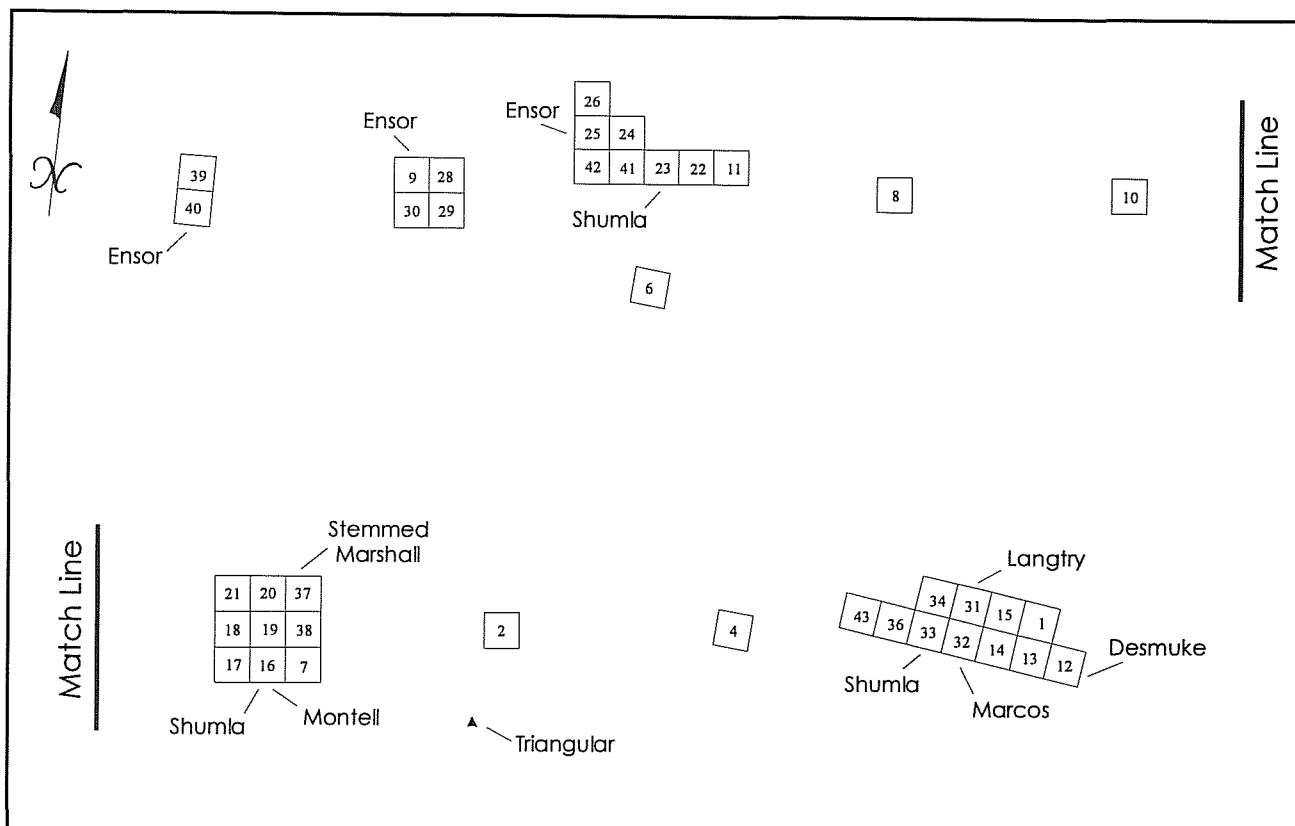 26
Ensor
Ensor
25 24
39
9 28
42 41 23 22 11
8
10
40
30 29
Shumla
Ensor
6
Match Line
Stemmed
Marshall
Langtry
21 20 37
34 31 15 1
43 36 33 32 14 13 12
18 19 38
2
4
Desmuke
17 16 7
Shumla
Marcos
Shumla
Montell
Triangular
Match Line